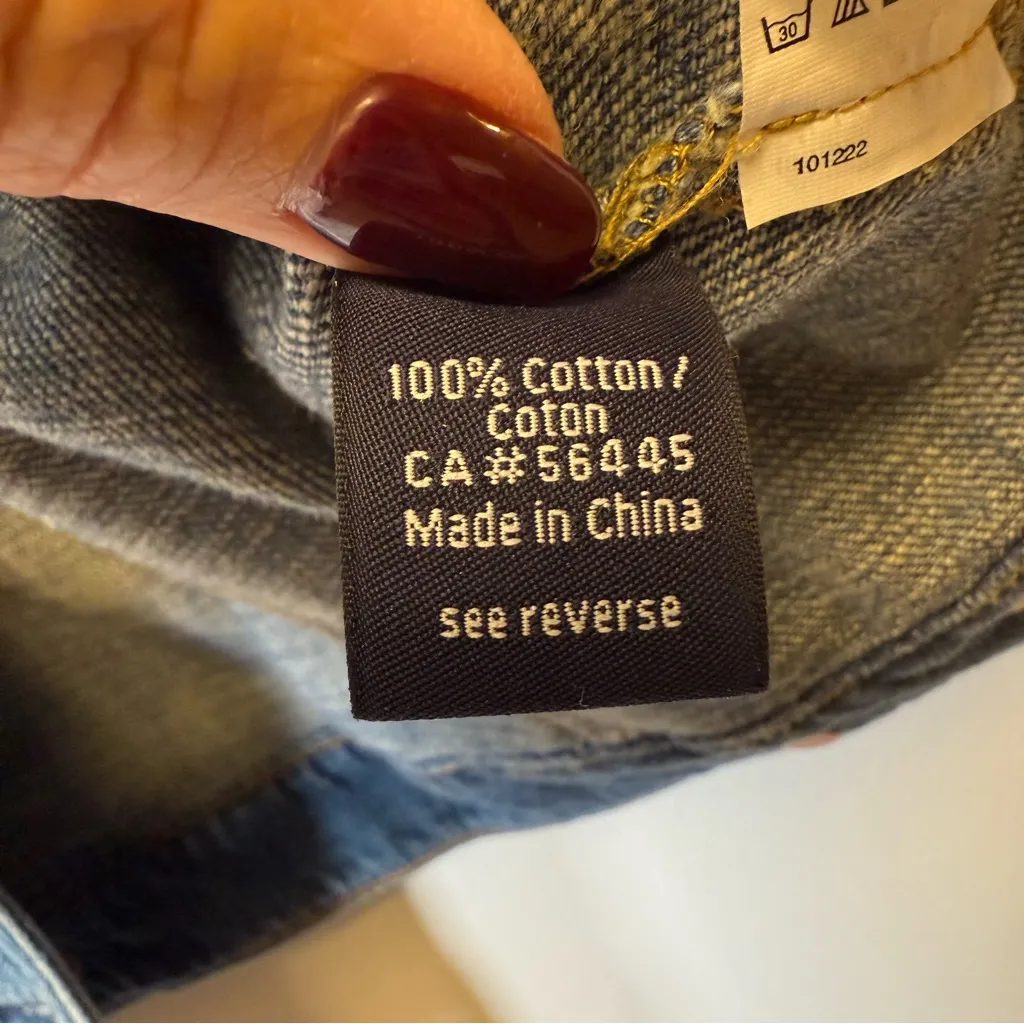 30
101222
100% Cotton /
Coton
CA#56445
Made in China
see reverse